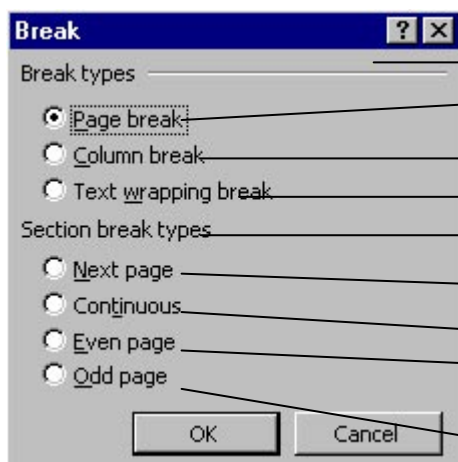 Break
Break types
Page break
Column break
Text wrapping break
Section break types
Next page
Continuous
Even page
Odd page
OK Cancel